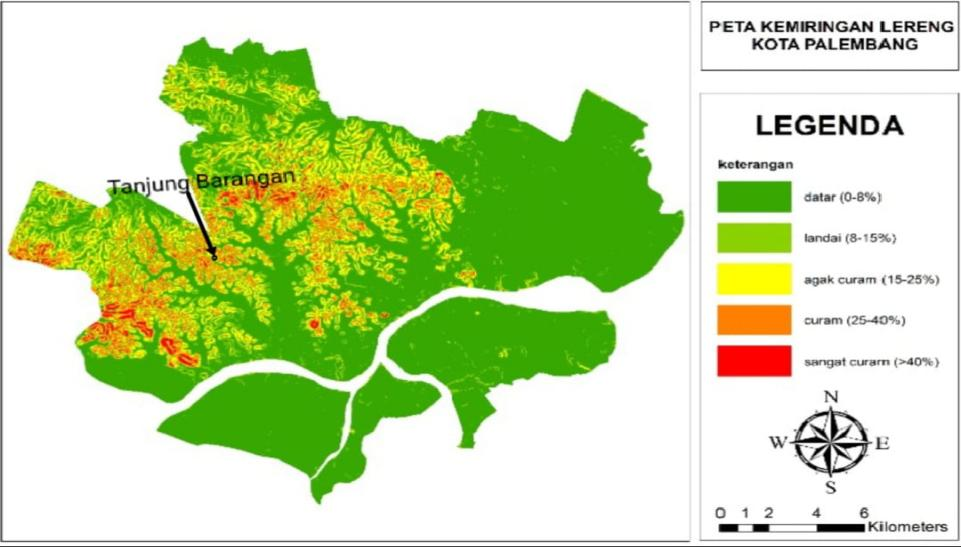 PETA KEMIRINGAN LERENG
KOTA PALEMBANG
Tanjung Barangan
LEGENDA
keterangan
datar (0-8%)
landai (8-15%)
agak curam (15-25%)
curam (25-40%)
sangat curam (>40%)
N
W E
S
0 1 2 4 6
Kilometers